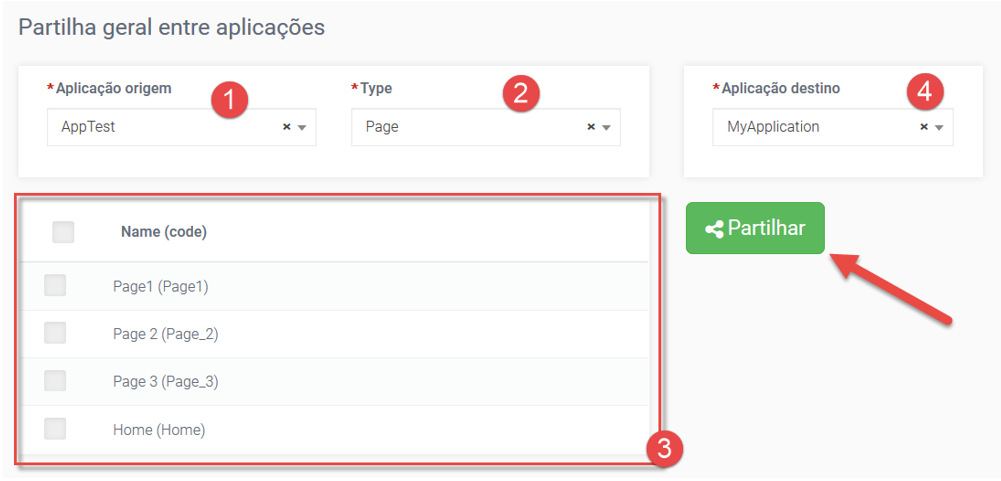 Partilha geral entre aplicações
*Aplicação origem
1
*Type
2
*Aplicação destino
4
AppTest
Page
MyApplication
Name (code)
Partilhar
Page1 (Page1)
Page 2 (Page_2)
Page 3 (Page_3)
Home (Home)
3